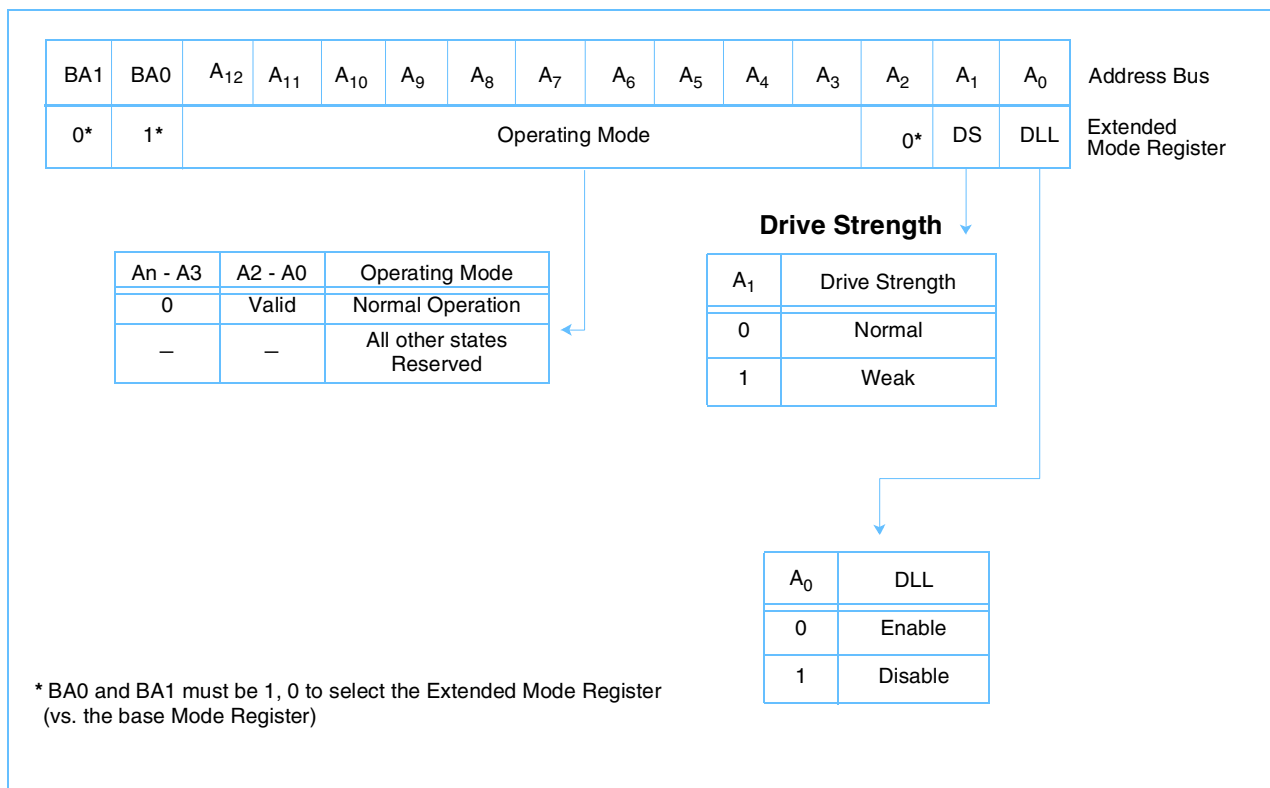 BA1 BA0 A12 A11 A10 A9 A8 A7 A6 A5 A4 A3 A2 A1 A0 Address Bus
0* 1* Operating Mode 0* DS DLL Extended
Mode Register
Drive Strength
An - A3 A2 - A0 Operating Mode
0 Valid Normal Operation
— — All other states
Reserved
A1 Drive Strength
0 Normal
1 Weak
A0 DLL
0 Enable
1 Disable
* BA0 and BA1 must be 1, 0 to select the Extended Mode Register
(vs. the base Mode Register)